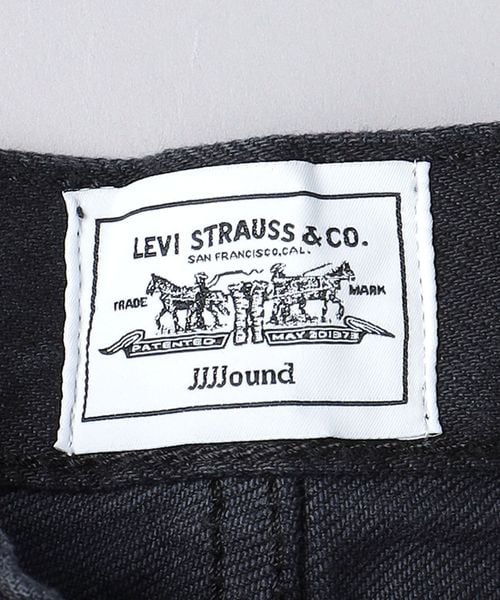 LEVI STRAUSS & CO.
SAN FRANCISCO, CAL.
TRADE MARK
PATENTED MAY 20 1873
JJJJound